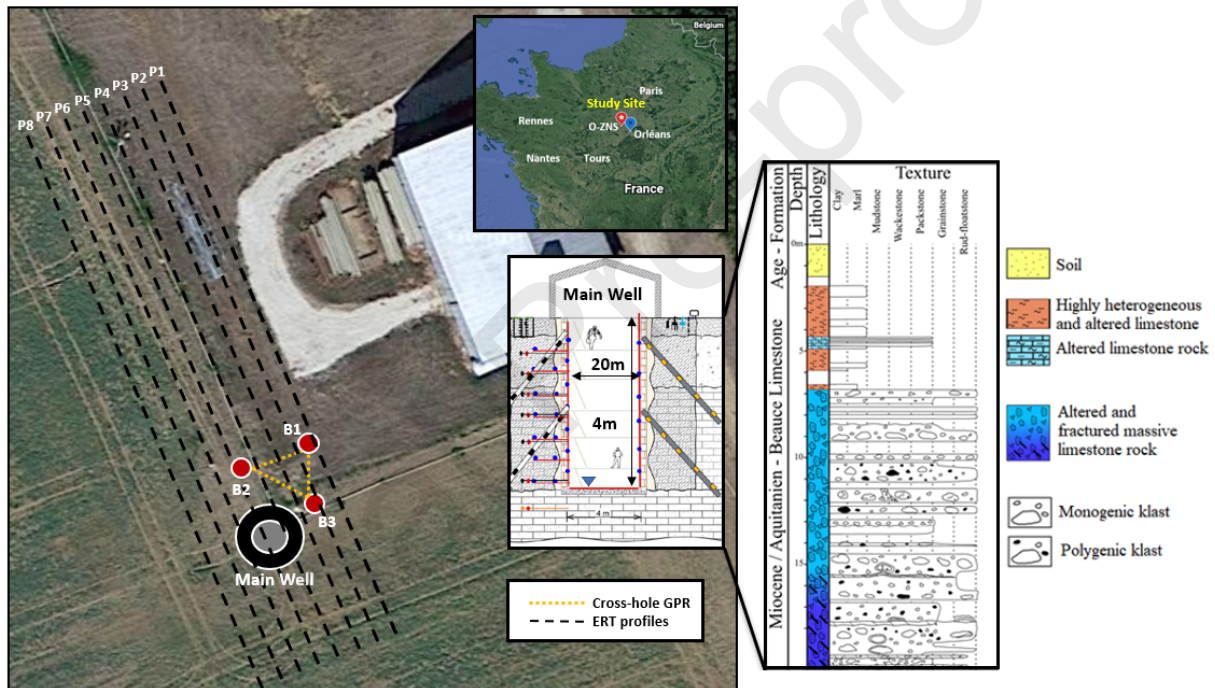 P1
P2
P3
P4
P5
P6
P7
P8
B1
B2
B3
Main Well
Belgium
Paris
Study Site
Rennes
O-ZNS
Orléans
Nantes
Tours
France
Main Well
20m
4m
4 m
Cross-hole GPR
ERT profiles
Age - Formation
Depth
Lithology
Texture
Clay
Marl
Mudstone
Wackestone
Packstone
Grainstone
Rud-floatstone
Miocene / Aquitanien - Beauce Limestone
0m
5
10
15
Soil
Highly heterogeneous
and altered limestone
Altered limestone rock
Altered and
fractured massive
limestone rock
Monogenic klast
Polygenic klast